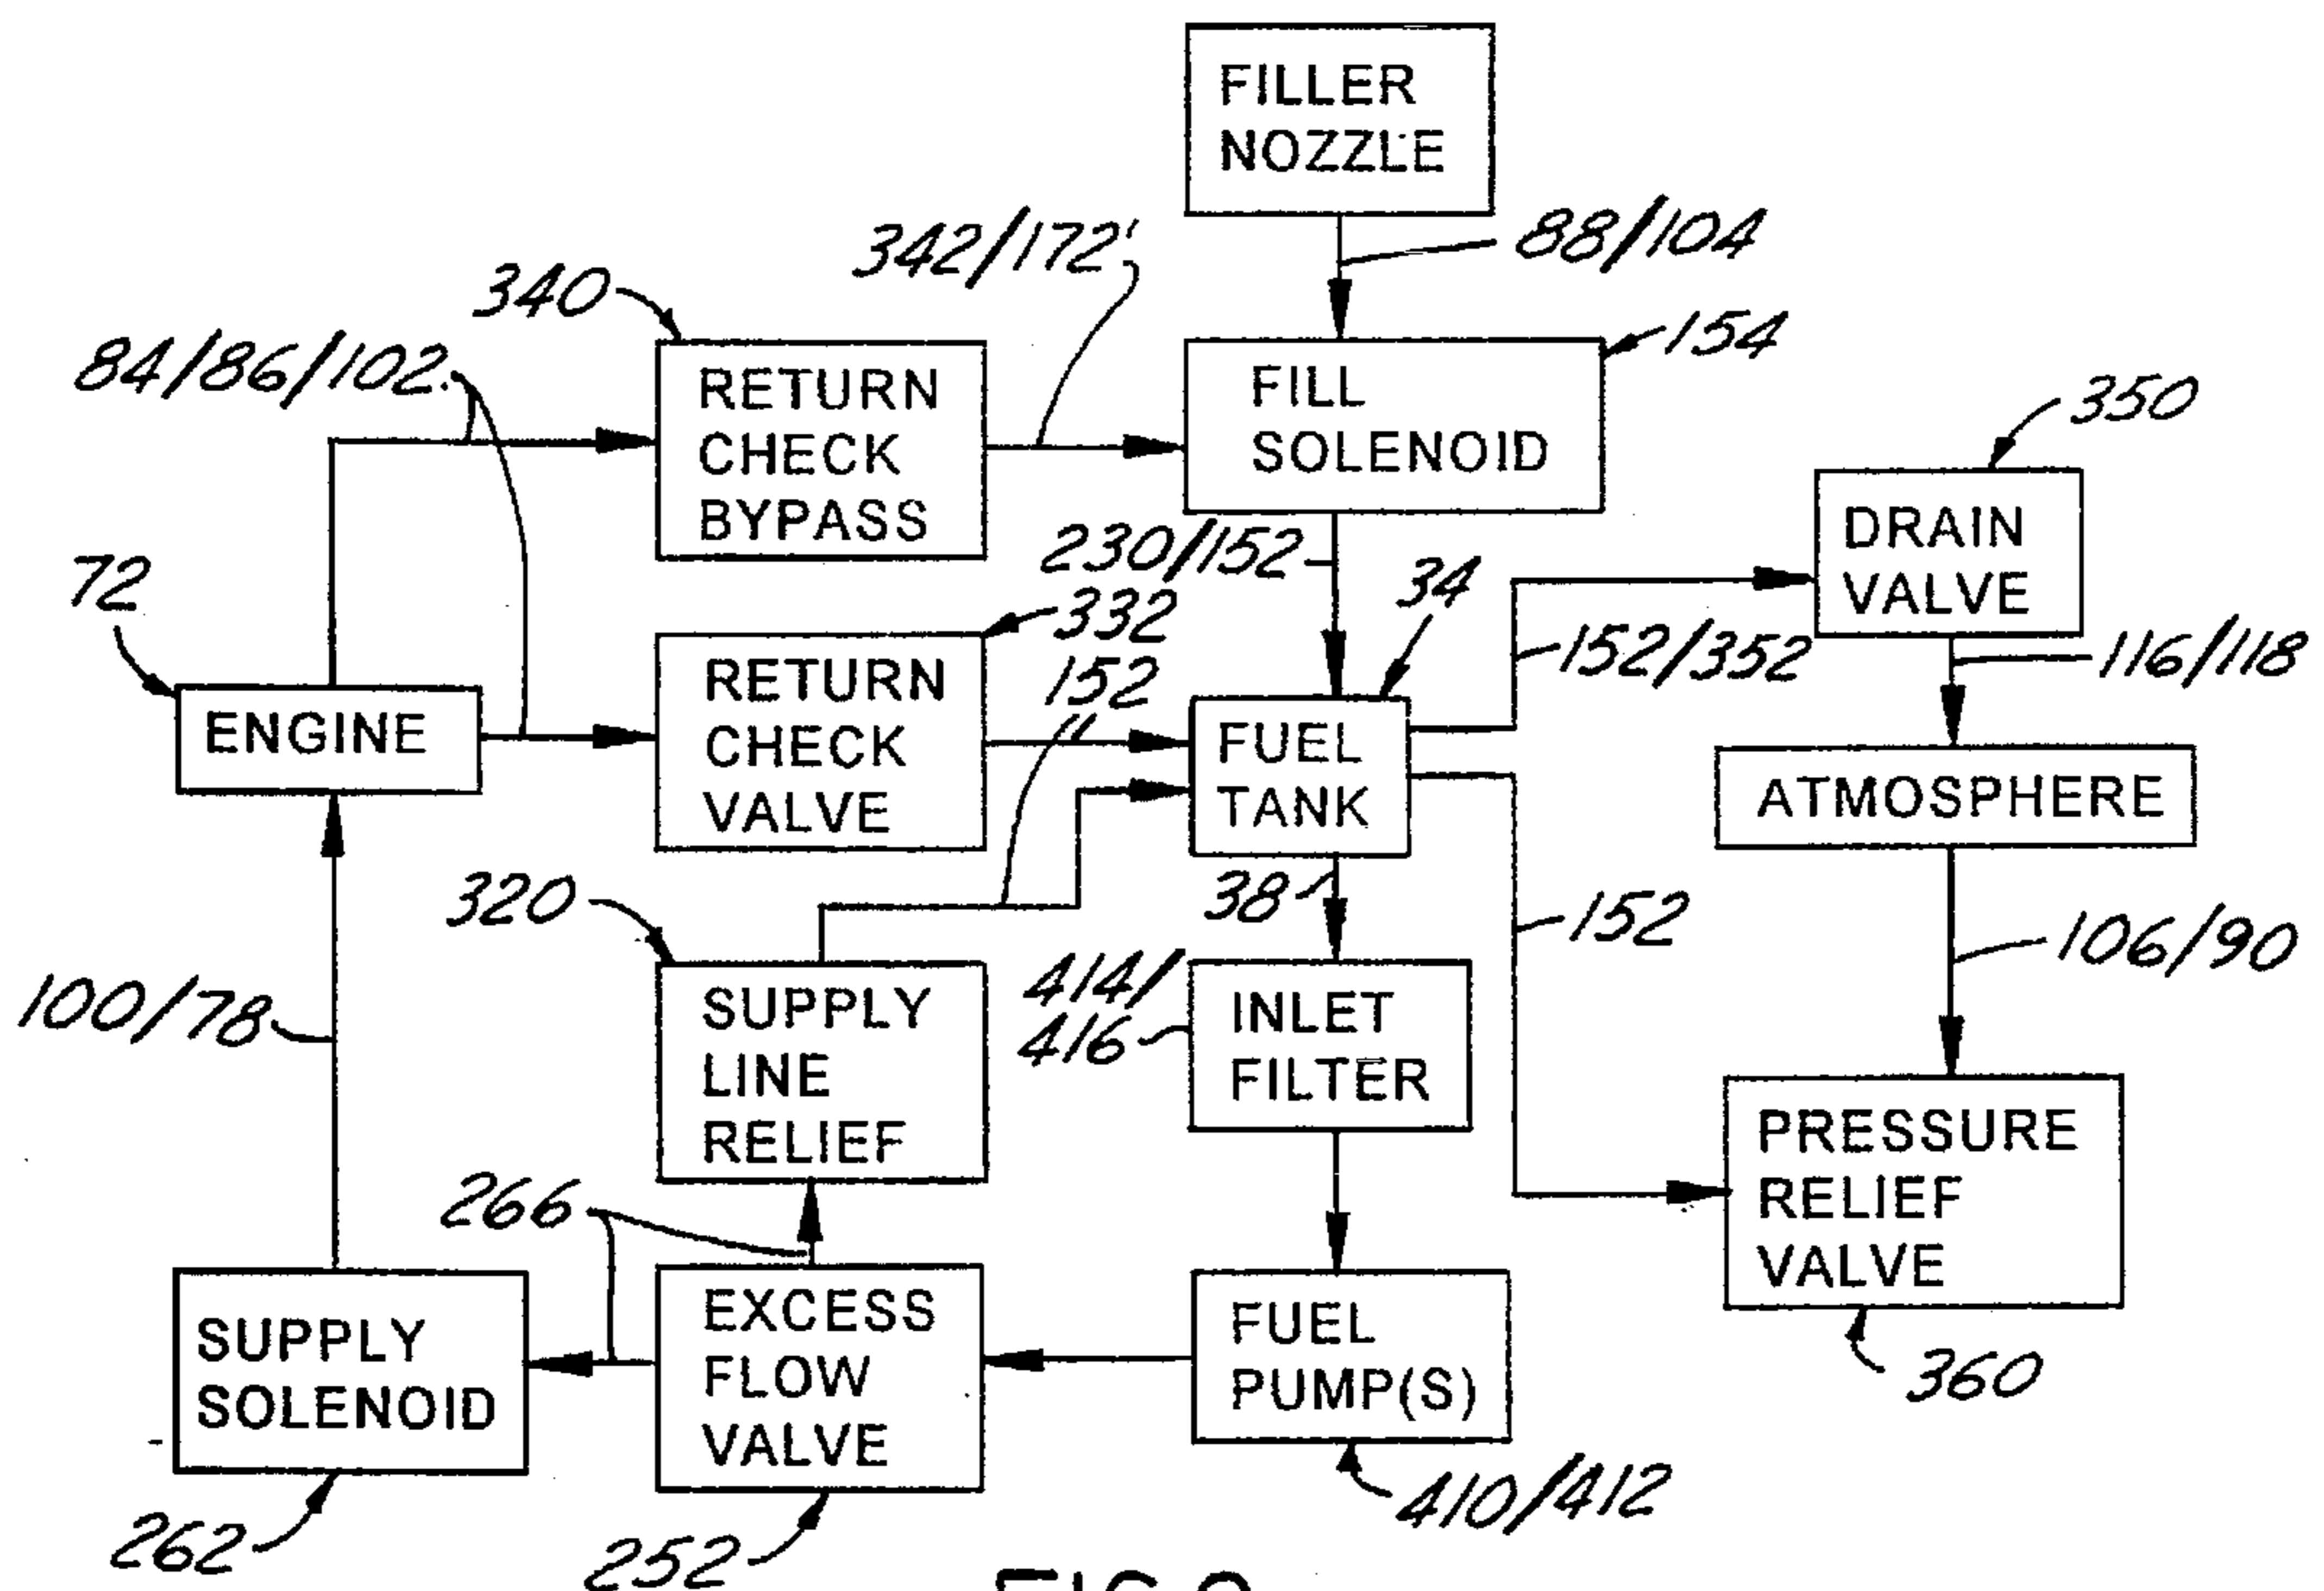 FILLER
NOZZLE
88/104
342/172'
340
84/86/102
RETURN
CHECK
BYPASS
FILL
SOLENOID
154
350
DRAIN
VALVE
230/152
34
72
332
152
152/352
116/118
ENGINE
RETURN
CHECK
VALVE
FUEL
TANK
ATMOSPHERE
320
38
152
106/90
100/78
SUPPLY
LINE
RELIEF
414/
416
INLET
FILTER
PRESSURE
RELIEF
VALVE
266
SUPPLY
SOLENOID
EXCESS
FLOW
VALVE
FUEL
PUMP(S)
360
262
252
410/412